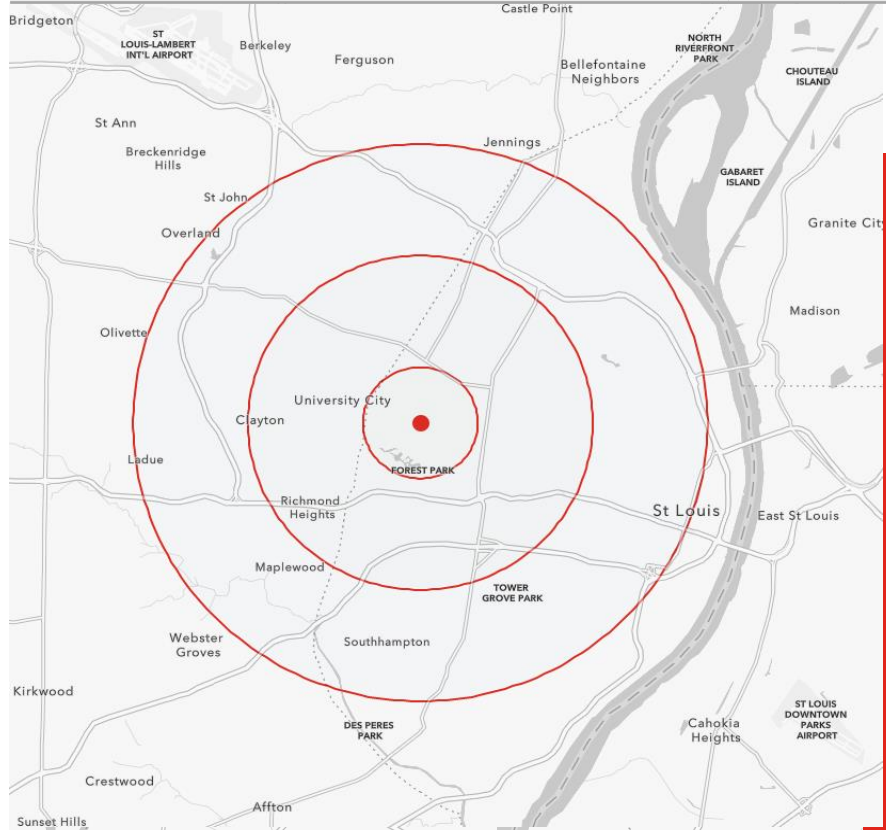 Castle Point
Bridgeton
ST
LOUIS-LAMBERT
INT'L AIRPORT
Berkeley
NORTH
RIVERFRONT
PARK
Ferguson
Bellefontaine
Neighbors
CHOUTEAU
ISLAND
St Ann
Jennings
Breckenridge
Hills
GABARET
ISLAND
St John
Granite City
Overland
Madison
Olivette
University City
Clayton
Ladue
FOREST PARK
Richmond
Heights
St Louis
East St Louis
Maplewood
TOWER
GROVE PARK
Webster
Groves
Southhampton
Kirkwood
ST LOUIS
DOWNTOWN
PARKS
AIRPORT
DES PERES
PARK
Cahokia
Heights
Crestwood
Affton
Sunset Hills